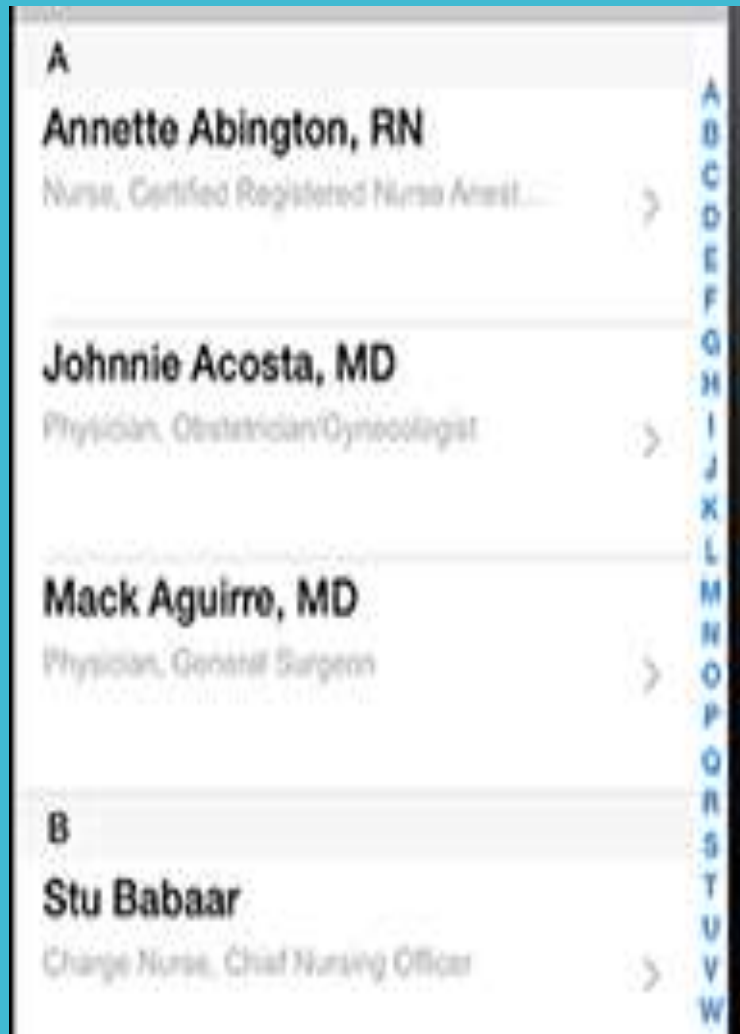 A
Annette Abington, RN
Nurse, Certified Registered Nurse Anest...
Johnnie Acosta, MD
Physician, Obstetrician/Gynecologist
Mack Aguirre, MD
Physician, General Surgeon
B
Stu Babaar
Charge Nurse, Chief Nursing Officer
A
B
C
D
E
F
G
H
I
J
K
L
M
N
O
P
Q
R
S
T
U
V
W